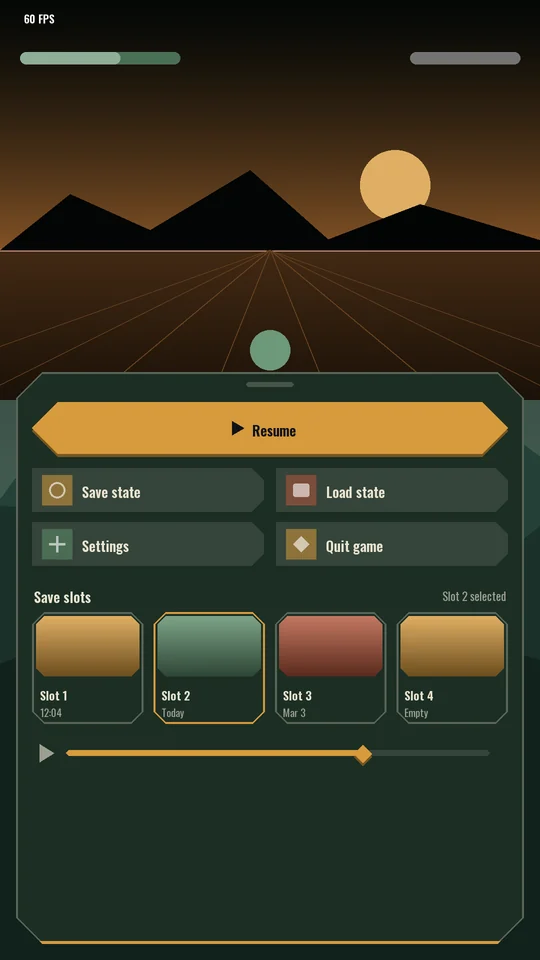 60 FPS
Resume
Save state
Load state
Settings
Quit game
Save slots
Slot 2 selected
Slot 1
12:04
Slot 2
Today
Slot 3
Mar 3
Slot 4
Empty